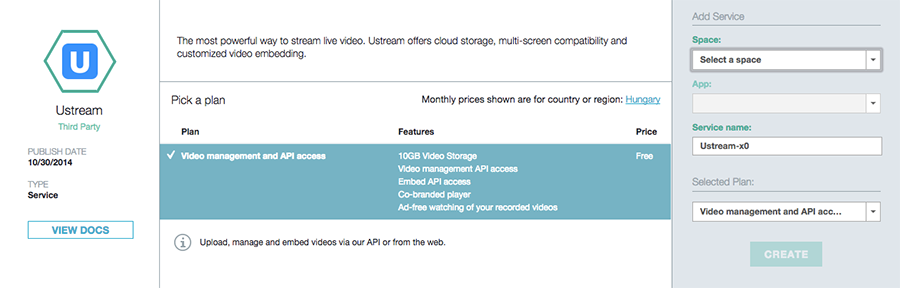 U
Ustream
Third Party
PUBLISH DATE
10/30/2014
TYPE
Service
VIEW DOCS
The most powerful way to stream live video. Ustream offers cloud storage, multi-screen compatibility and
customized video embedding.
Pick a plan
Monthly prices shown are for country or region: Hungary
Plan Features Price
Video management and API access 10GB Video Storage Free
Video management API access
Embed API access
Co-branded player
Ad-free watching of your recorded videos
Upload, manage and embed videos via our API or from the web.
Add Service
Space:
Select a space
App:
Service name:
Ustream-x0
Selected Plan:
Video management and API acc...
CREATE